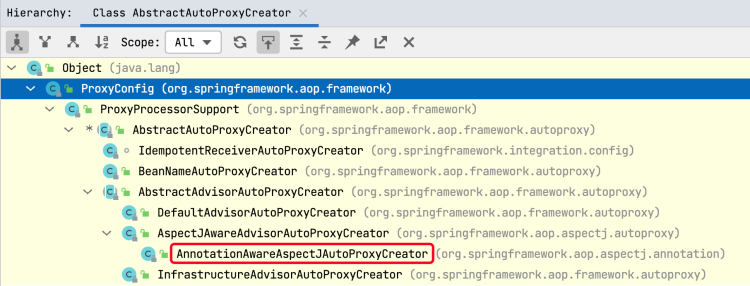 Hierarchy: Class AbstractAutoProxyCreator ×
Scope: All
Object (java.lang)
ProxyConfig (org.springframework.aop.framework)
ProxyProcessorSupport (org.springframework.aop.framework)
* AbstractAutoProxyCreator (org.springframework.aop.framework.autoproxy)
IdempotentReceiverAutoProxyCreator (org.springframework.integration.config)
BeanNameAutoProxyCreator (org.springframework.aop.framework.autoproxy)
AbstractAdvisorAutoProxyCreator (org.springframework.aop.framework.autoproxy)
DefaultAdvisorAutoProxyCreator (org.springframework.aop.framework.autoproxy)
AspectJAwareAdvisorAutoProxyCreator (org.springframework.aop.aspectj.autoproxy)
AnnotationAwareAspectJAutoProxyCreator (org.springframework.aop.aspectj.annotation)
InfrastructureAdvisorAutoProxyCreator (org.springframework.aop.framework.autoproxy)